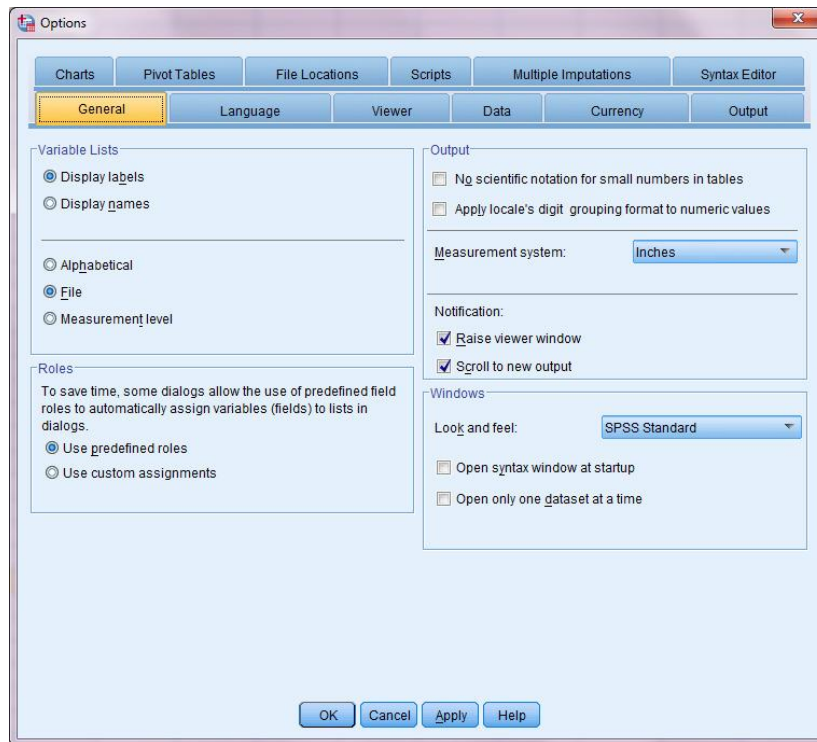 Options
Charts
Pivot Tables
File Locations
Scripts
Multiple Imputations
Syntax Editor
General
Language
Viewer
Data
Currency
Output
Variable Lists
Display labels
Display names
Alphabetical
File
Measurement level
Roles
To save time, some dialogs allow the use of predefined field
roles to automatically assign variables (fields) to lists in
dialogs.
Use predefined roles
Use custom assignments
Output
No scientific notation for small numbers in tables
Apply locale's digit grouping format to numeric values
Measurement system:
Inches
Notification:
Raise viewer window
Scroll to new output
Windows
Look and feel:
SPSS Standard
Open syntax window at startup
Open only one dataset at a time
OK
Cancel
Apply
Help